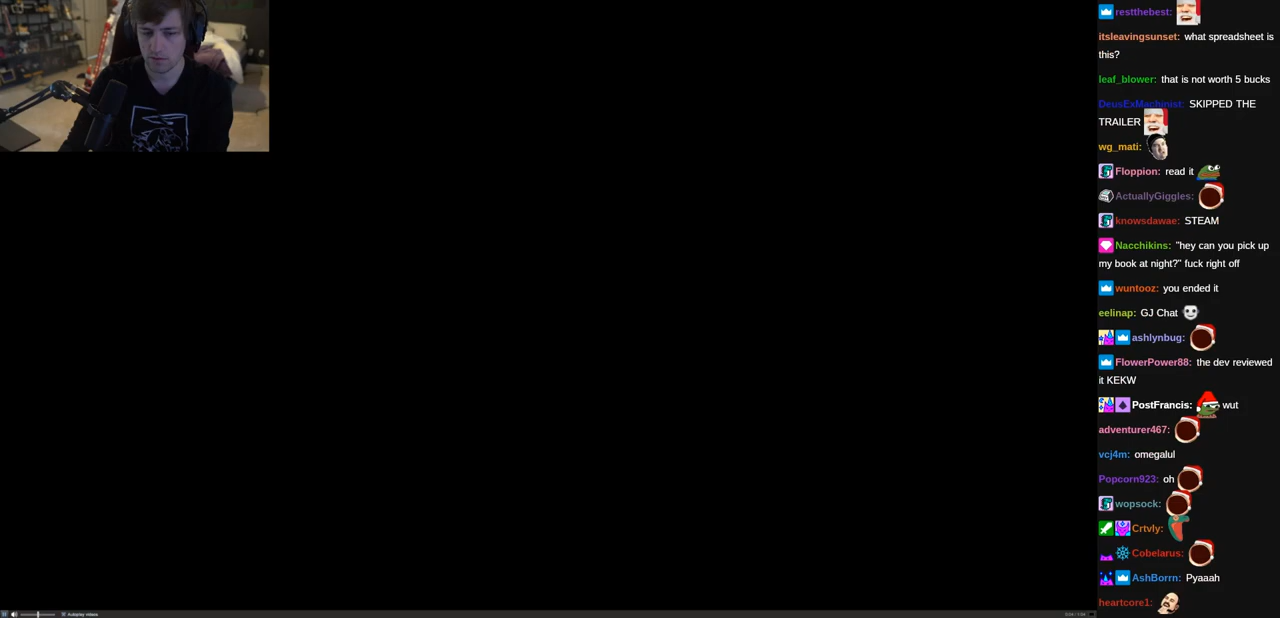 restthebest:
itsleavingsunset: what spreadsheet is
this?
leaf_blower: that is not worth 5 bucks
DeusExMachinist: SKIPPED THE
TRAILER
wg_mati:
Floppion: read it
ActuallyGiggles:
knowsdawae: STEAM
Nacchikins: "hey can you pick up
my book at night?" fuck right off
wuntooz: you ended it
eelinap: GJ Chat
ashlynbug:
FlowerPower88: the dev reviewed
it KEKW
PostFrancis: wut
adventurer467:
vcj4m: omegalul
Popcorn923: oh
wopsock:
Crtvly:
Cobelarus:
AshBorrn: Pyaaah
heartcore1:
Autoplay videos